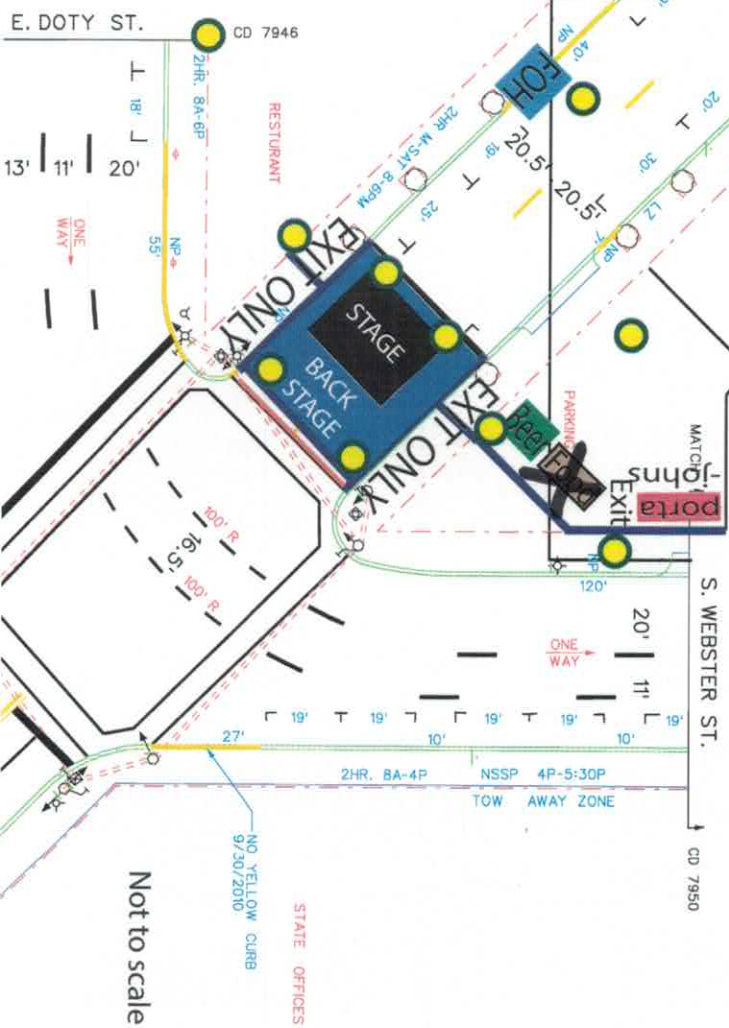 E. DOTY ST.
CD 7946
2HR. 8A-6P
18'
13' 11' 20'
ONE
WAY
NP
55'
RESTURANT
2HR M-SAT 8-6PM
25'
19'
FOH
NP
40'
20.5' 20.5'
20'
30'
LZ
NP
EXIT ONLY
NP
STAGE
BACK
STAGE
EXIT ONLY
Beer
Food
PARKING
MATCH
porta
-johns
Exit
NP
120'
S. WEBSTER ST.
CD 7950
100' R
16.5'
100' R
20'
11'
ONE
WAY
19' 19' 19' 19' 19'
27' 10' 10'
2HR. 8A-4P NSSP 4P-5:30P
TOW AWAY ZONE
NO YELLOW CURB
9/30/2010
STATE OFFICES
Not to scale